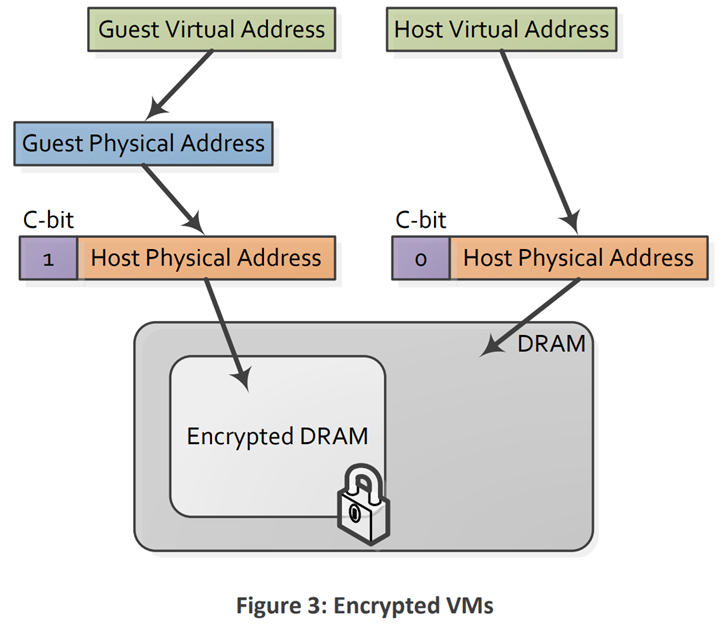 Guest Virtual Address
Host Virtual Address
Guest Physical Address
C-bit
C-bit
1
Host Physical Address
0
Host Physical Address
DRAM
Encrypted DRAM
Figure 3: Encrypted VMs